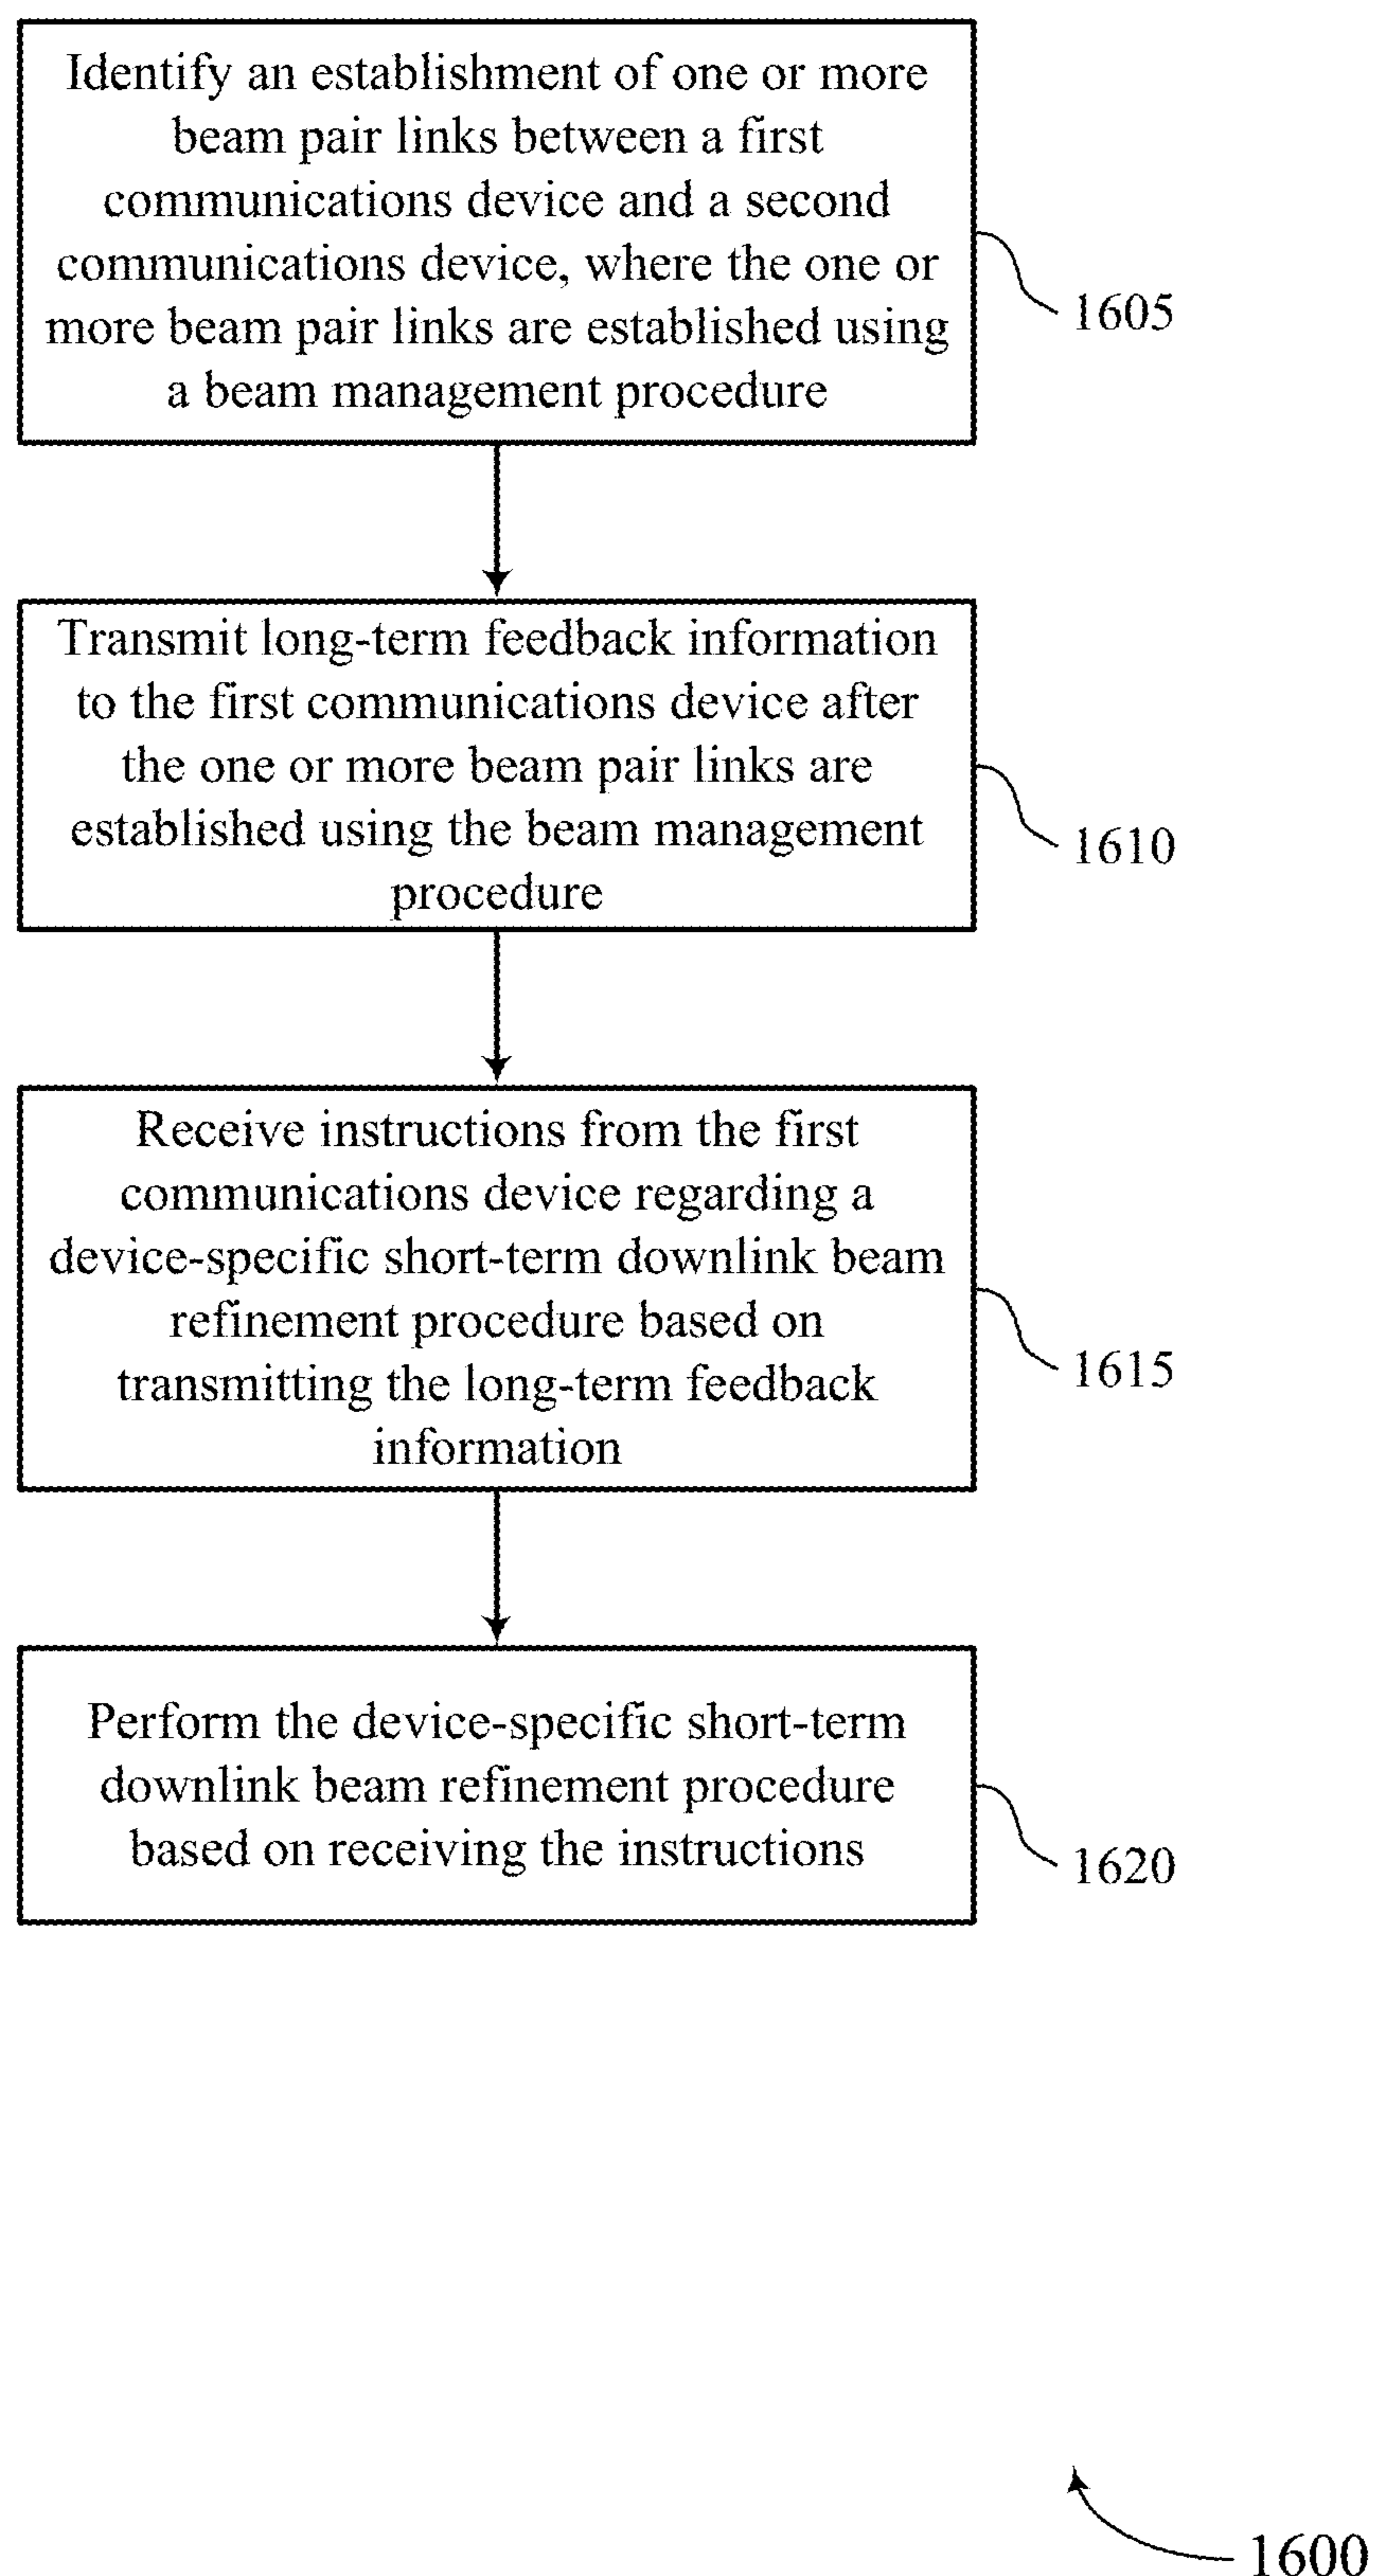 Identify an establishment of one or more
beam pair links between a first
communications device and a second
communications device, where the one or
more beam pair links are established using
a beam management procedure
1605
Transmit long-term feedback information
to the first communications device after
the one or more beam pair links are
established using the beam management
procedure
1610
Receive instructions from the first
communications device regarding a
device-specific short-term downlink beam
refinement procedure based on
transmitting the long-term feedback
information
1615
Perform the device-specific short-term
downlink beam refinement procedure
based on receiving the instructions
1620
1600